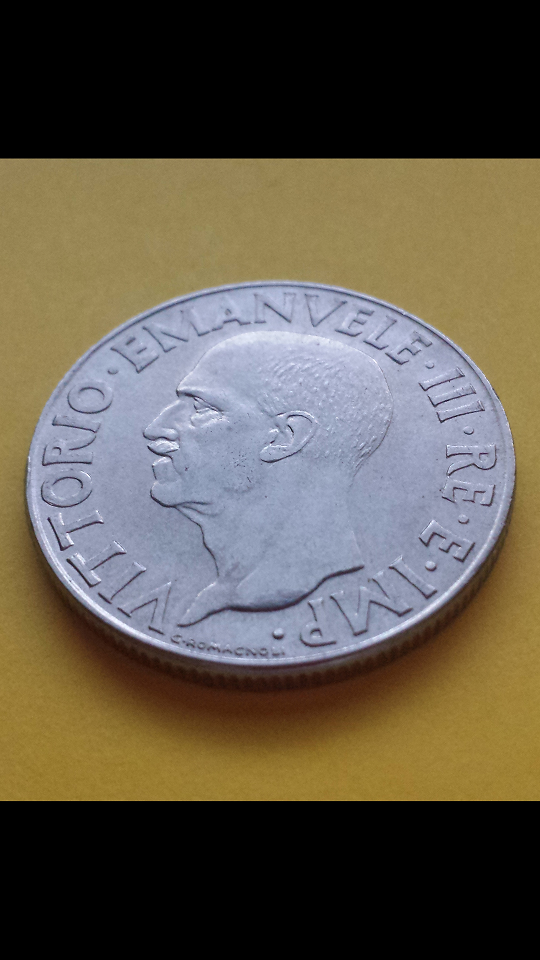 VITTORIO · EMANVELE · III · RE · E · IMP ·
G·ROMAGNOLI